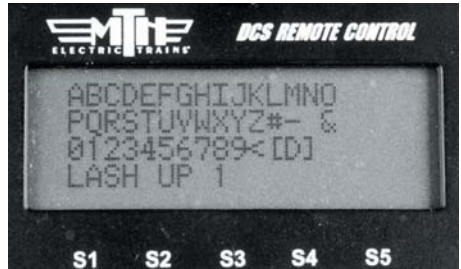 MTH DCS REMOTE CONTROL
ELECTRIC TRAINS
ABCDEFGHIJKLMNO
PQRSTUVWXYZ#- &
0123456789<[D]
LASH UP 1
S1 S2 S3 S4 S5